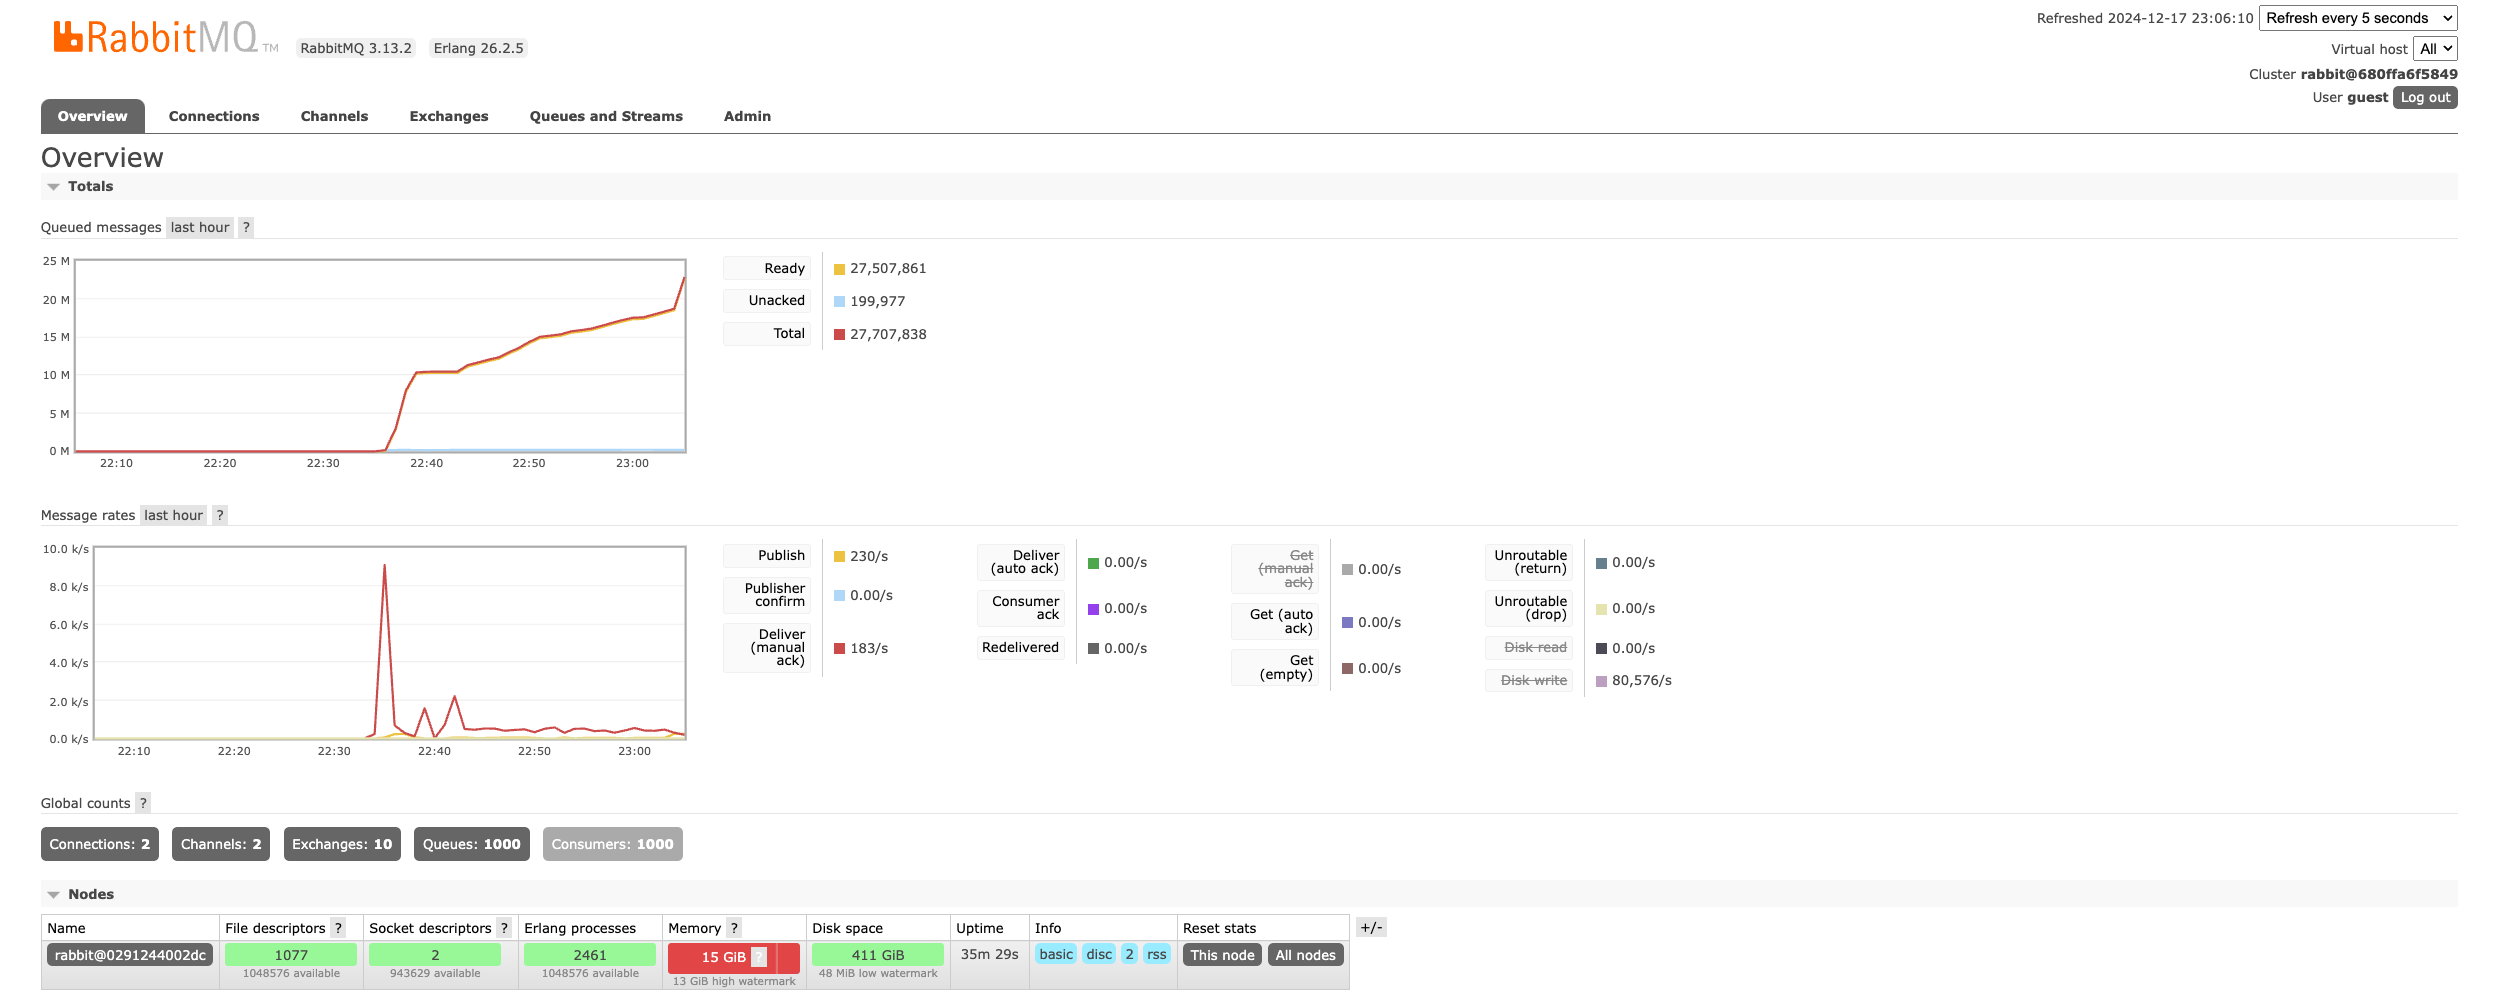 RabbitMQ TM RabbitMQ 3.13.2 Erlang 26.2.5
Refreshed 2024-12-17 23:06:10 Refresh every 5 seconds
Virtual host All
Cluster rabbit@680ffa6f5849
User guest Log out
Overview Connections Channels Exchanges Queues and Streams Admin
Overview
Totals
Queued messages last hour ?
25 M
20 M
15 M
10 M
5 M
0 M
22:10 22:20 22:30 22:40 22:50 23:00
Ready 27,507,861
Unacked 199,977
Total 27,707,838
Message rates last hour ?
10.0 k/s
8.0 k/s
6.0 k/s
4.0 k/s
2.0 k/s
0.0 k/s
22:10 22:20 22:30 22:40 22:50 23:00
Publish 230/s
Publisher
confirm 0.00/s
Deliver
(manual
ack) 183/s
Deliver
(auto ack) 0.00/s
Consumer
ack 0.00/s
Redelivered 0.00/s
Get
(manual
ack) 0.00/s
Get (auto
ack) 0.00/s
Get
(empty) 0.00/s
Unroutable
(return) 0.00/s
Unroutable
(drop) 0.00/s
Disk read 0.00/s
Disk write 80,576/s
Global counts ?
Connections: 2 Channels: 2 Exchanges: 10 Queues: 1000 Consumers: 1000
Nodes
Name File descriptors ? Socket descriptors ? Erlang processes Memory ? Disk space Uptime Info Reset stats +/-
rabbit@0291244002dc 1077 2 2461 15 GiB ? 411 GiB 35m 29s basic disc 2 rss This node All nodes
1048576 available 943629 available 1048576 available 13 GiB high watermark 48 MiB low watermark